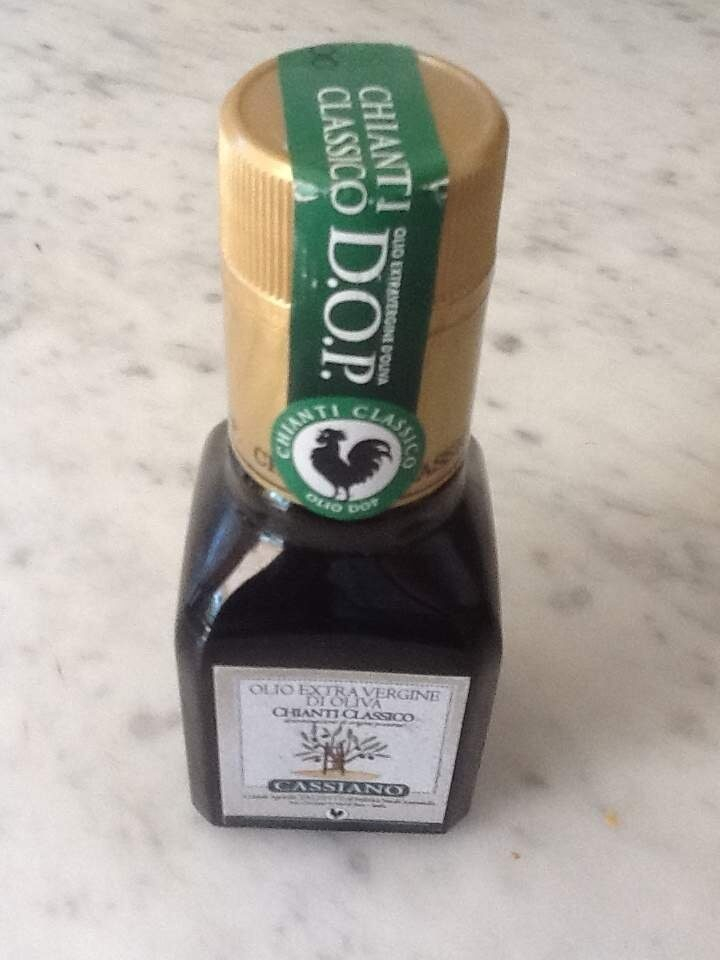 CHIANTI
CLASSICO
D.O.P.
OLIO EXTRAVERGINE D'OLIVA
CHIANTI CLASSICO
OLIO DOP
OLIO EXTRA VERGINE
DI OLIVA
CHIANTI CLASSICO
CASSIANO